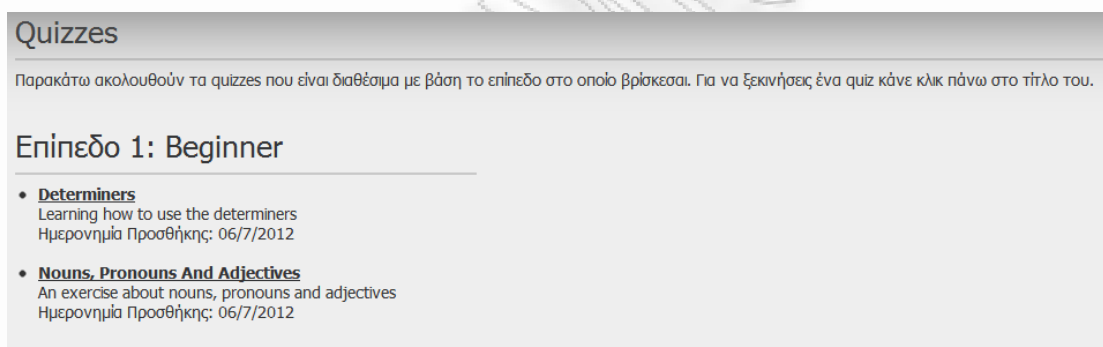 Quizzes
Παρακάτω ακολουθούν τα quizzes που είναι διαθέσιμα με βάση το επίπεδο στο οποίο βρίσκεσαι. Για να ξεκινήσεις ένα quiz κάνε κλικ πάνω στο τίτλο του.
Επίπεδο 1: Beginner
• Determiners
Learning how to use the determiners
Ημερονημία Προσθήκης: 06/7/2012
• Nouns, Pronouns And Adjectives
An exercise about nouns, pronouns and adjectives
Ημερονημία Προσθήκης: 06/7/2012